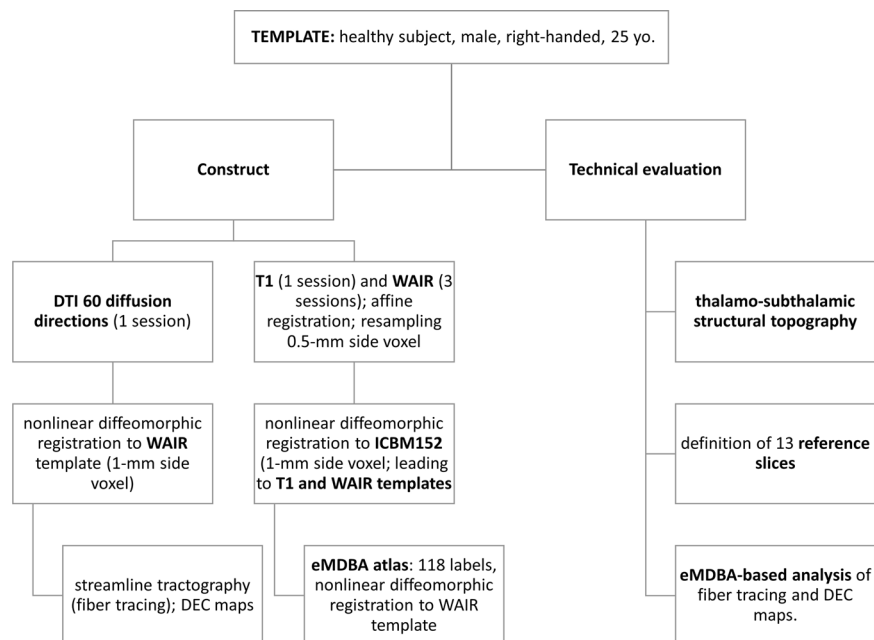 TEMPLATE: healthy subject, male, right-handed, 25 yo.
Construct
Technical evaluation
DTI 60 diffusion
directions (1 session)
T1 (1 session) and WAIR (3
sessions); affine
registration; resampling
0.5-mm side voxel
thalamo-subthalamic
structural topography
nonlinear diffeomorphic
registration to WAIR
template (1-mm side
voxel)
nonlinear diffeomorphic
registration to ICBM152
(1-mm side voxel; leading
to T1 and WAIR templates
definition of 13 reference
slices
streamline tractography
(fiber tracing); DEC maps
eMDBA atlas: 118 labels,
nonlinear diffeomorphic
registration to WAIR
template
eMDBA-based analysis of
fiber tracing and DEC
maps.